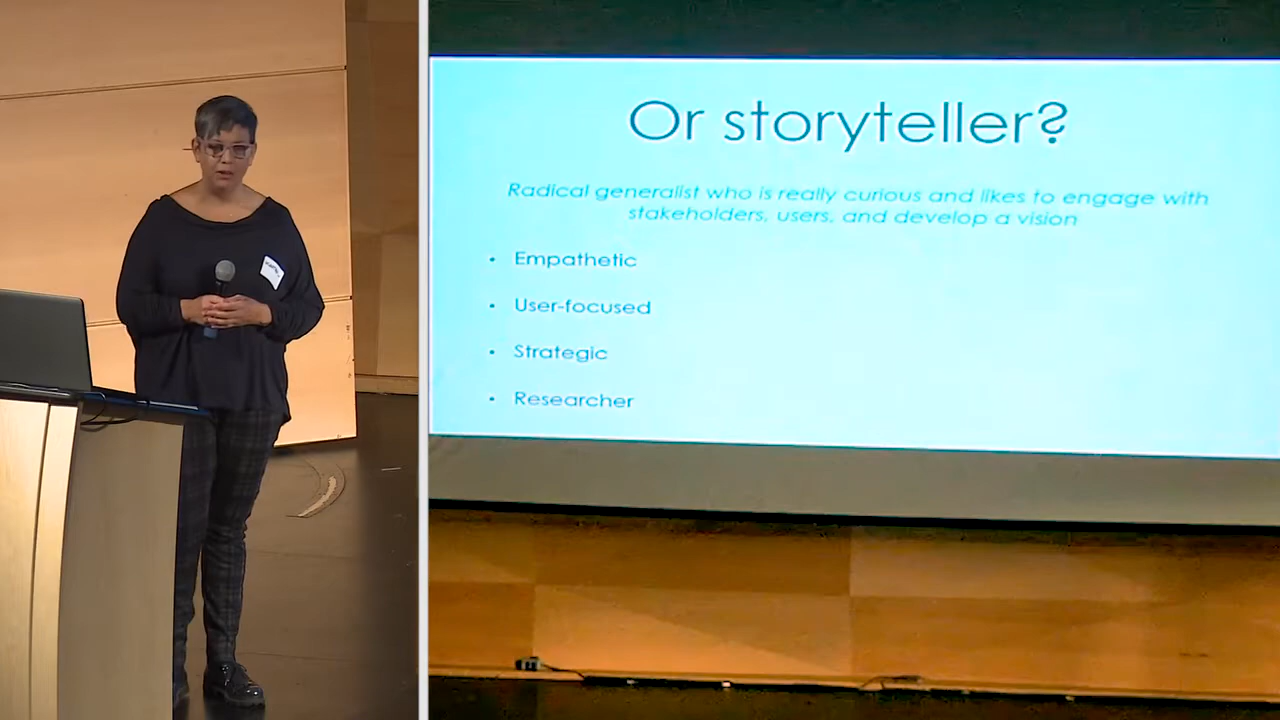 Or storyteller?
Radical generalist who is really curious and likes to engage with
stakeholders, users, and develop a vision
• Empathetic
• User-focused
• Strategic
• Researcher